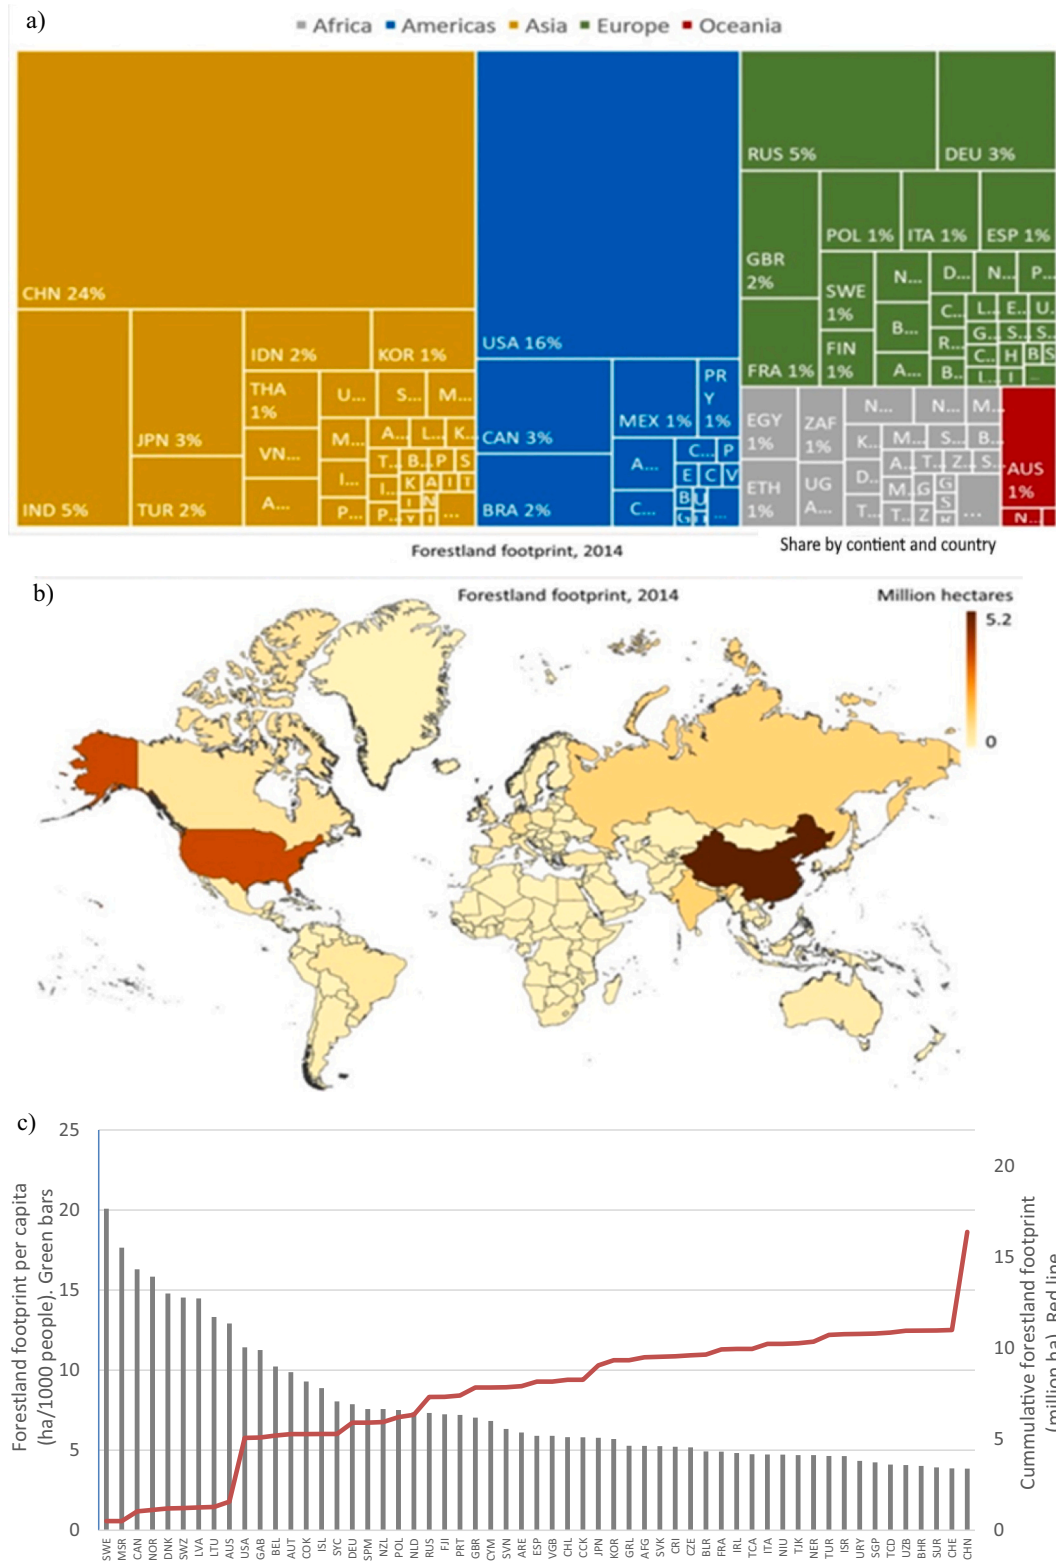 a)
Africa Americas Asia Europe Oceania
CHN 24%
IND 5%
JPN 3%
TUR 2%
IDN 2%
KOR 1%
THA
1%
VN...
A...
U...
S...
M...
M...
I...
P...
A...
L...
K...
T...
B...
P
S
I...
K
A
I
T
P...
I
N
Y
I
...
USA 16%
CAN 3%
BRA 2%
MEX 1%
PR
Y
1%
A...
C...
C...
P
E
C
V
B
U
G
...
RUS 5%
DEU 3%
GBR
2%
FRA 1%
POL 1%
ITA 1%
ESP 1%
SWE
1%
FIN
1%
N...
B...
A...
D...
N...
P...
C...
L...
E...
U...
R...
G...
S...
S...
B...
C...
H
B
S
L...
I
...
EGY
1%
ETH
1%
ZAF
1%
UG
A...
N...
N...
M...
K...
M...
S...
B...
D...
A...
T...
Z...
S...
T...
M...
G
G
T...
Z
S
...
AUS
1%
N...
Forestland footprint, 2014
Share by contient and country
b)
Forestland footprint, 2014
Million hectares
5.2
0
c)
Forestland footprint per capita
(ha/1000 people). Green bars
25
20
15
10
5
0
20
15
10
5
0
Cummulative forestland footprint
(million ha). Red line
SWE MSR CAN NOR DNK SWZ LVA LTU AUS USA GAB BEL AUT COK ISL SYC DEU SPM NZL POL NLD RUS FJI PRT GBR CYM SVN ARE ESP VGB CHL CCK JPN KOR GRL AFG SVK CRI CZE BLR FRA IRL TCA ITA NIU TJK NER TUR ISR URY SGP TCD UZB BHR SUR CHE CHN